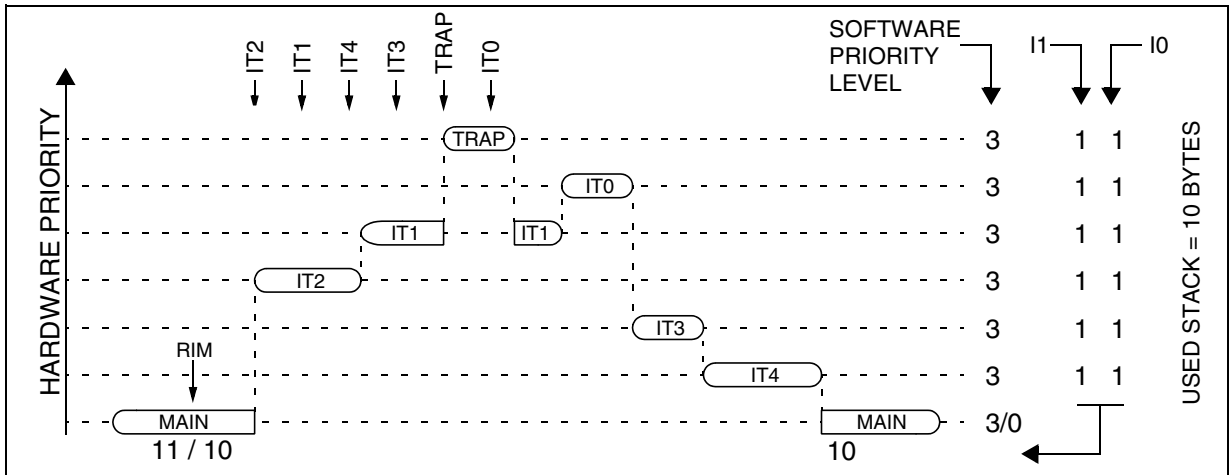 IT2
IT1
IT4
IT3
TRAP
IT0
SOFTWARE
PRIORITY
LEVEL
I1
I0
HARDWARE PRIORITY
TRAP
3
1 1
IT0
3
1 1
IT1
IT1
3
1 1
IT2
3
1 1
IT3
3
1 1
RIM
IT4
3
1 1
MAIN
MAIN
3/0
11 / 10
10
USED STACK = 10 BYTES